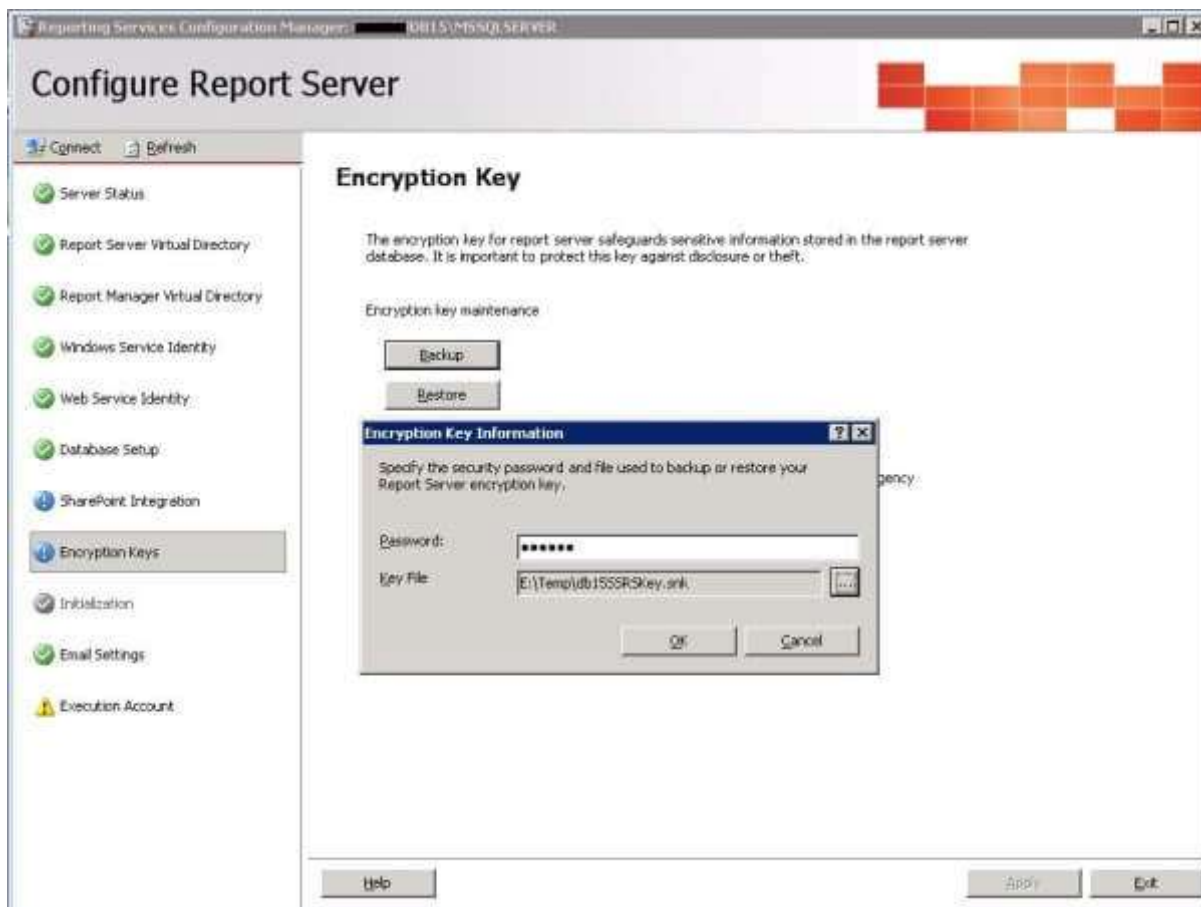 Reporting Services Configuration Manager: DB15\MSSQLSERVER
Configure Report Server
Connect Refresh
Server Status
Report Server Virtual Directory
Report Manager Virtual Directory
Windows Service Identity
Web Service Identity
Database Setup
SharePoint Integration
Encryption Keys
Initialization
Email Settings
Execution Account
Encryption Key
The encryption key for report server safeguards sensitive information stored in the report server
database. It is important to protect this key against disclosure or theft.
Encryption key maintenance
Backup
Restore
gency
Encryption Key Information
Specify the security password and file used to backup or restore your
Report Server encryption key.
Password: ••••••
Key File E:\Temp\db15SSRSKey.snk
...
OK Cancel
Help Apply Exit